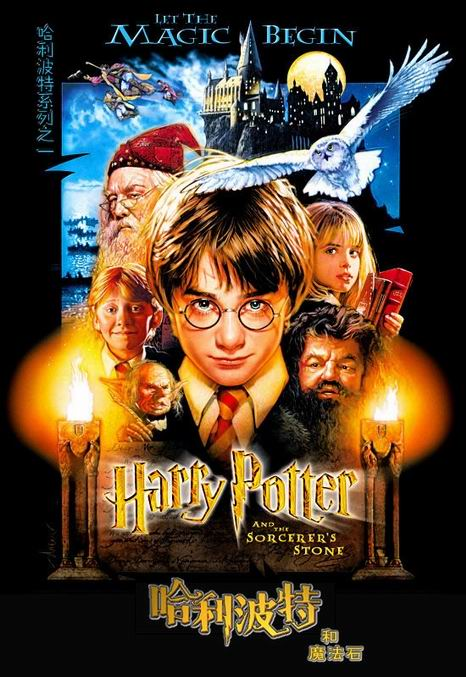 LET THE
MAGIC BEGIN
哈利波特系列之一
Harry Potter
AND THE
SORCERER'S
STONE
哈利波特
和
魔法石